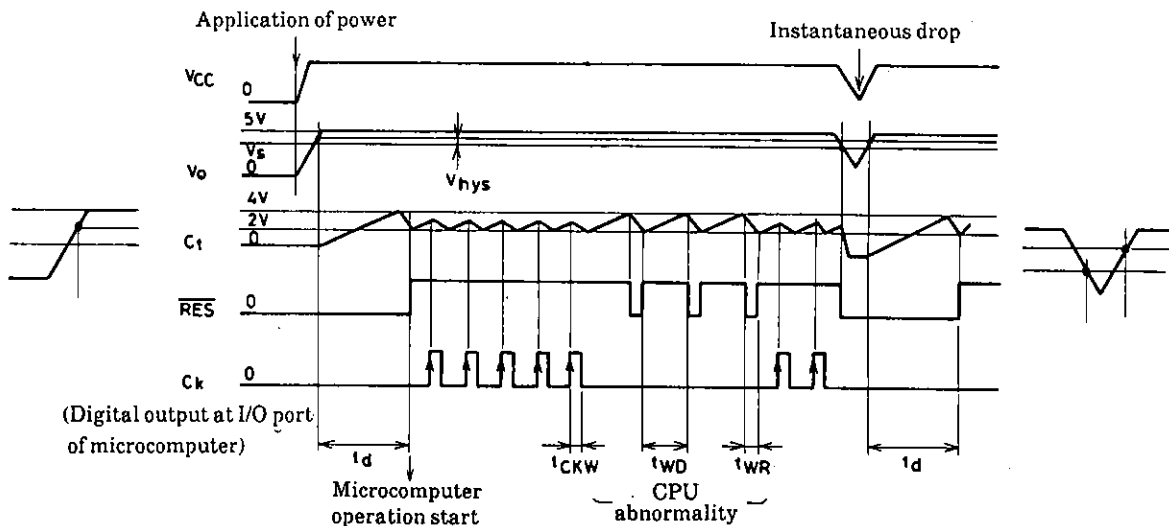 Application of power
Instantaneous drop
VCC
0
5V
Vs
Vo
0
Vhys
4V
2V
Ct
0
RES
0
Ck
0
(Digital output at I/O port
of microcomputer)
td
tCKW
tWD
tWR
td
Microcomputer
operation start
CPU
abnormality